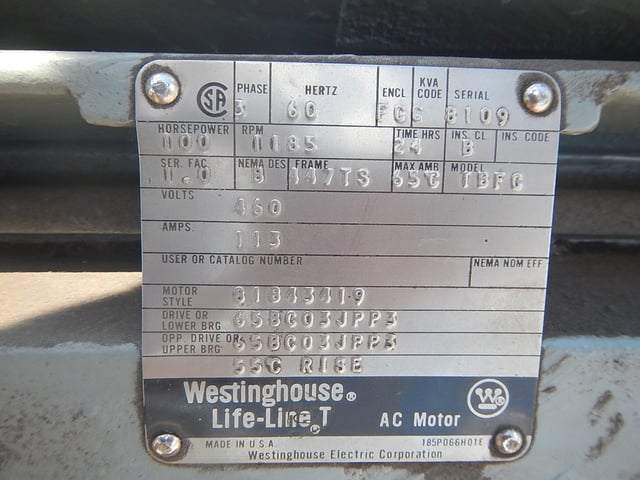 SA PHASE 3 HERTZ 60 ENCL FCG KVA CODE SERIAL 8109
HORSEPOWER 100 RPM 1185 TIME HRS 24 INS. CL B INS CODE
SER. FAC 1.0 NEMA DES B FRAME 447TS MAX AMB 65C MODEL TBFC
VOLTS 460
AMPS. 113
USER OR CATALOG NUMBER NEMA NOM EFF
MOTOR STYLE 81843419
DRIVE OR LOWER BRG 65BC03JPP3
OPP. DRIVE OR UPPER BRG 65BC03JPP3
55C RISE
Westinghouse®
Life-Line® T AC Motor W
MADE IN U.S.A. 185P066H01E
Westinghouse Electric Corporation